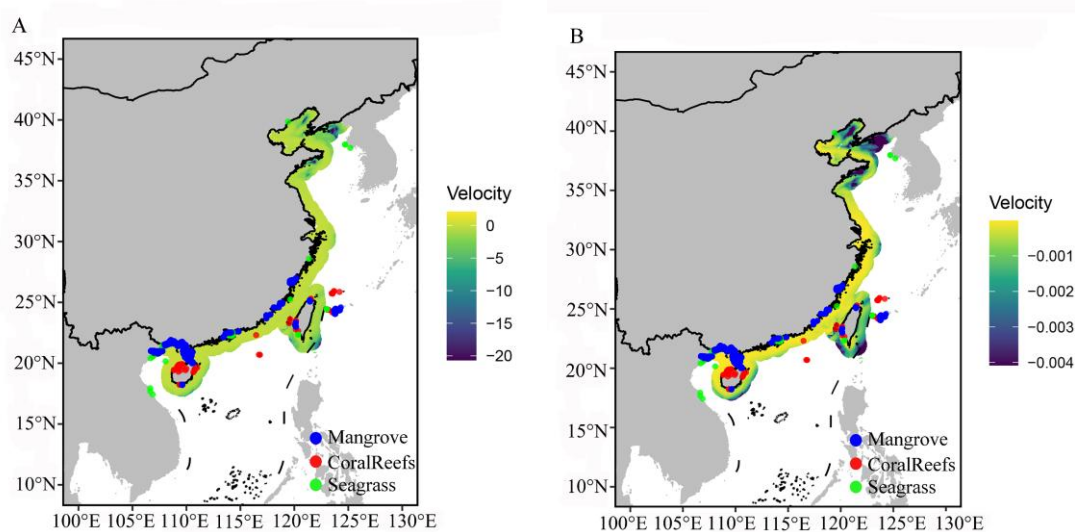 A
45°N
40°N
35°N
30°N
25°N
20°N
15°N
10°N
100°E 105°E 110°E 115°E 120°E 125°E 130°E
Velocity
0
−5
−10
−15
−20
Mangrove
CoralReefs
Seagrass
B
45°N
40°N
35°N
30°N
25°N
20°N
15°N
10°N
100°E 105°E 110°E 115°E 120°E 125°E 130°E
Velocity
−0.001
−0.002
−0.003
−0.004
Mangrove
CoralReefs
Seagrass